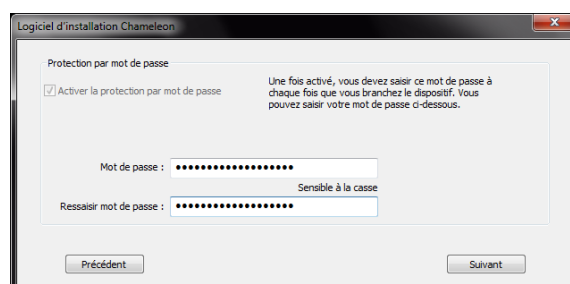 Logiciel d'installation Chameleon
Protection par mot de passe
Activer la protection par mot de passe
Une fois activé, vous devez saisir ce mot de passe à
chaque fois que vous branchez le dispositif. Vous
pouvez saisir votre mot de passe ci-dessous.
Mot de passe : •••••••••••••••••••
Sensible à la casse
Ressaisir mot de passe : •••••••••••••••••••
Précédent
Suivant